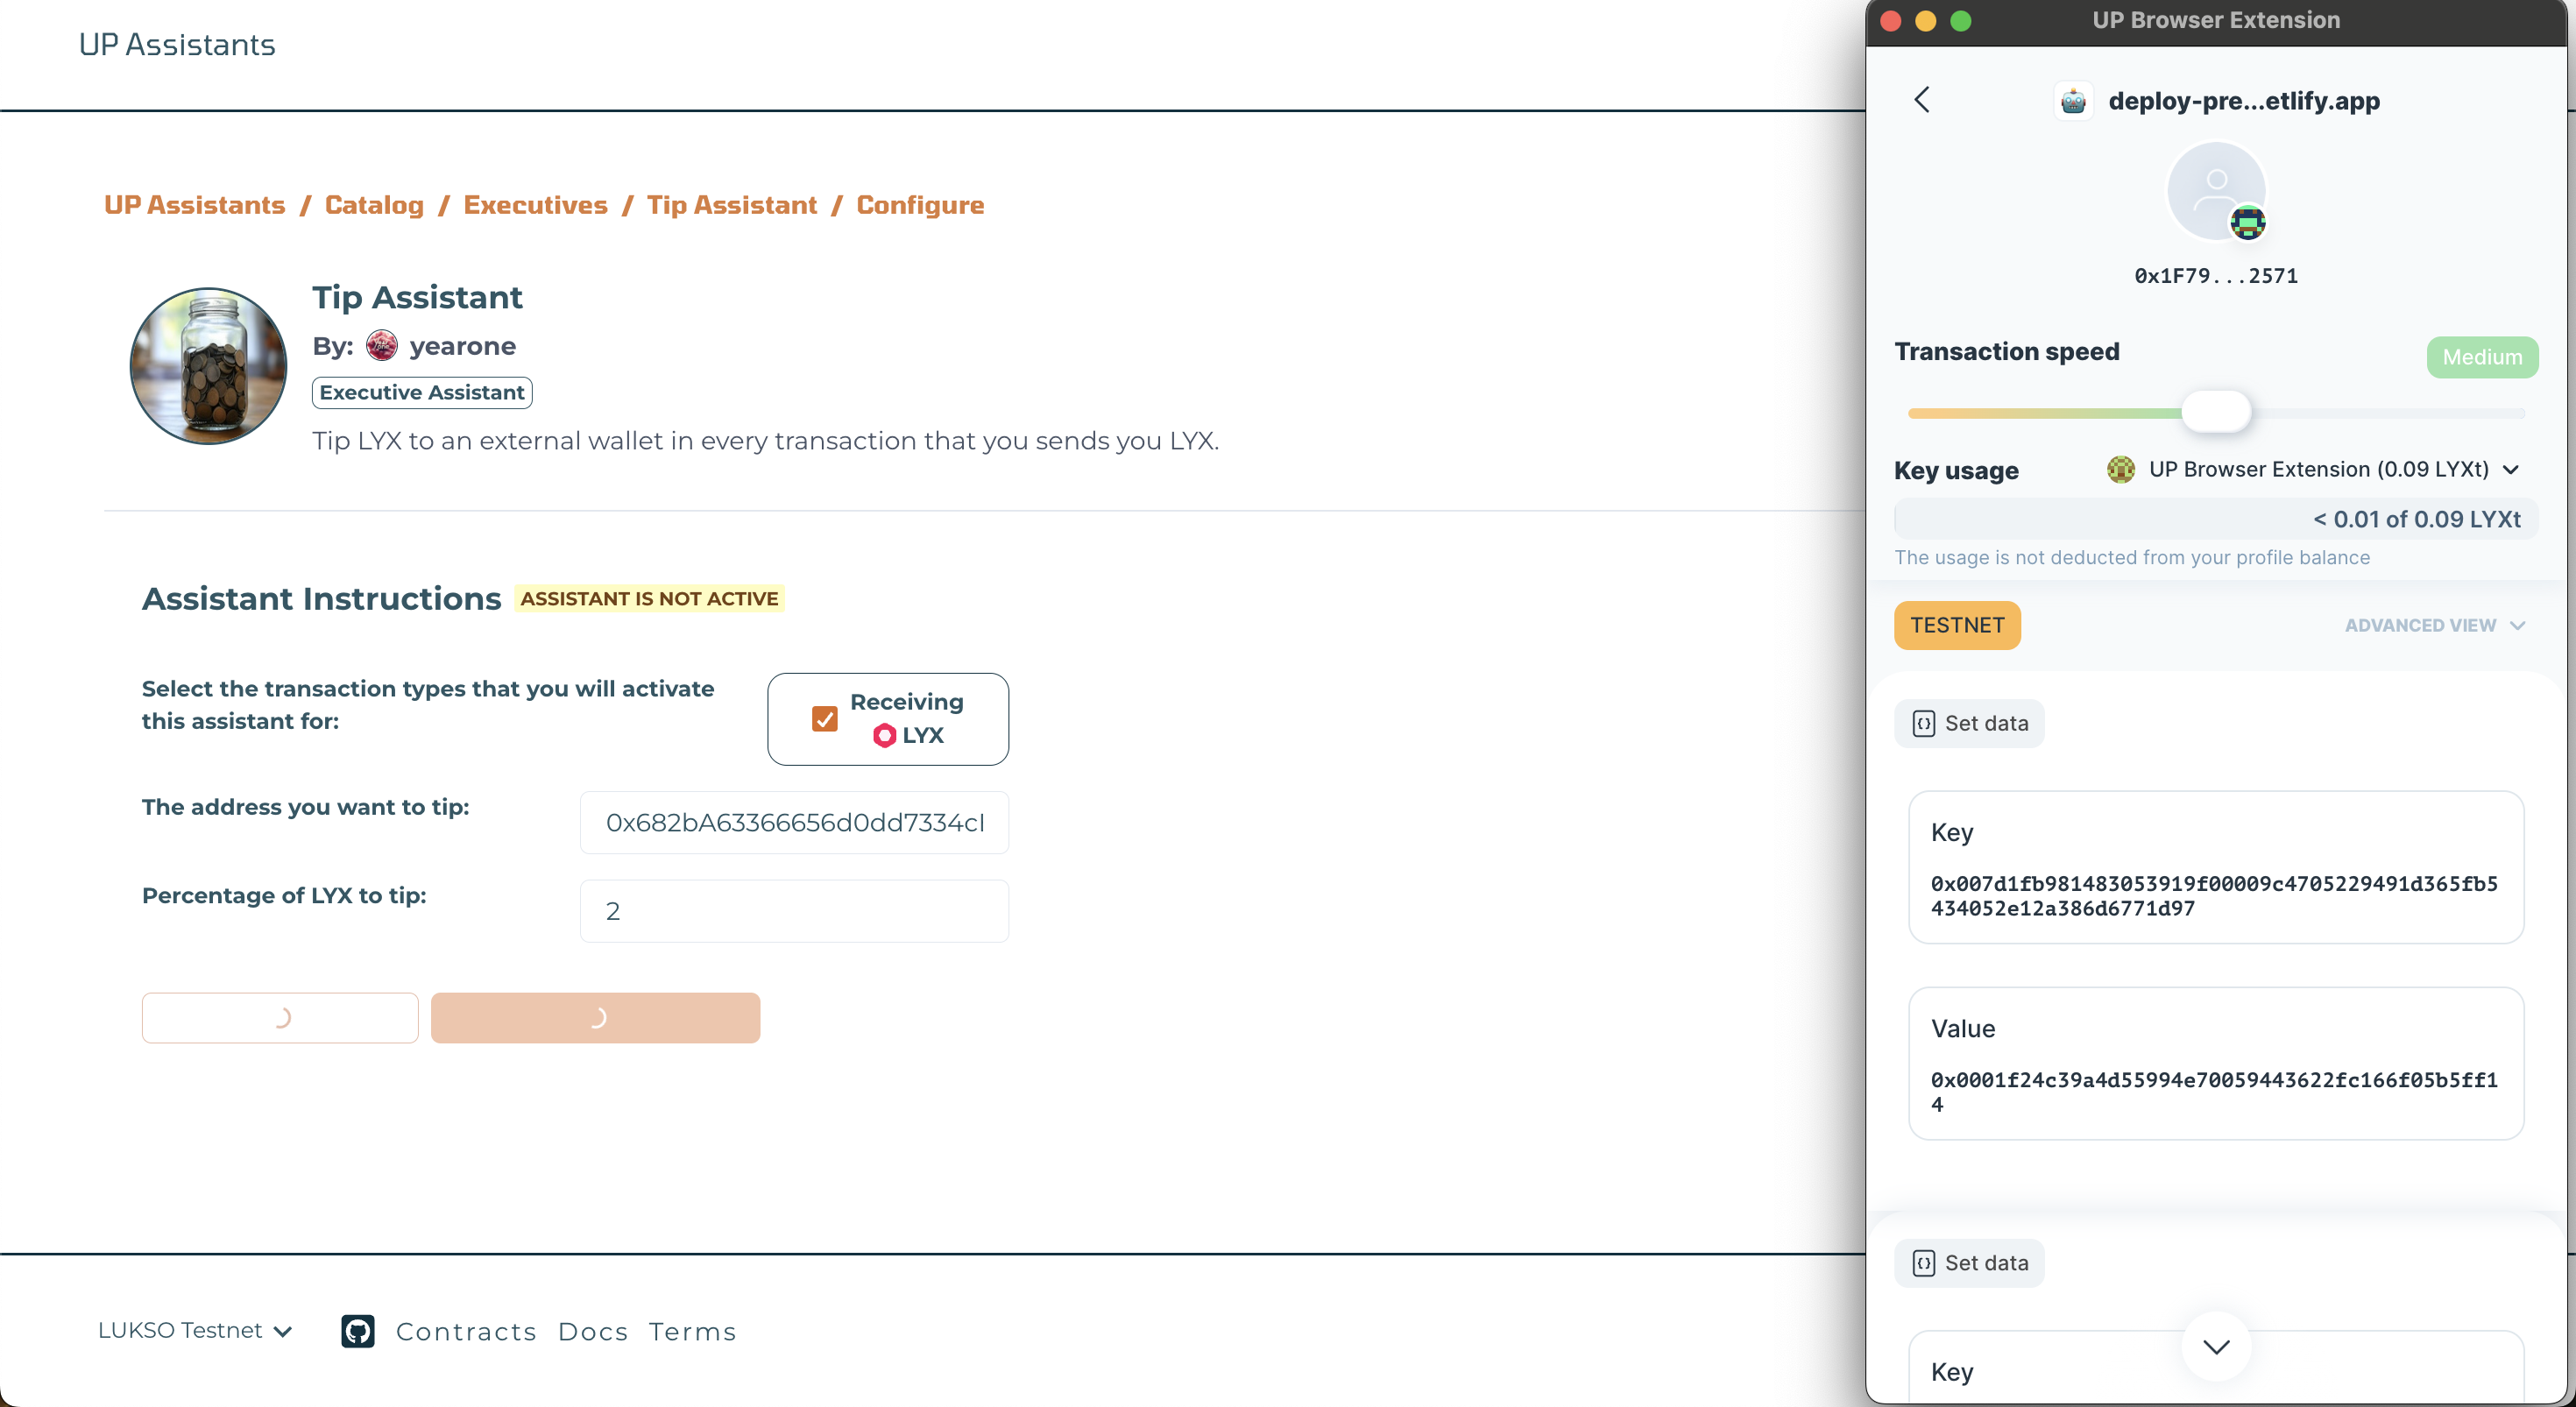 UP Assistants
UP Assistants / Catalog / Executives / Tip Assistant / Configure
Tip Assistant
By: yearone
Executive Assistant
Tip LYX to an external wallet in every transaction that you sends you LYX.
Assistant Instructions ASSISTANT IS NOT ACTIVE
Select the transaction types that you will activate
this assistant for:
Receiving
LYX
The address you want to tip:
0x682bA63366656d0dd7334c
Percentage of LYX to tip:
2
LUKSO Testnet
Contracts Docs Terms
UP Browser Extension
deploy-pre...etlify.app
0x1F79...2571
Transaction speed
Medium
Key usage
UP Browser Extension (0.09 LYXt)
< 0.01 of 0.09 LYXt
The usage is not deducted from your profile balance
TESTNET
ADVANCED VIEW
Set data
Key
0x007d1fb981483053919f00009c4705229491d365fb5
434052e12a386d6771d97
Value
0x0001f24c39a4d55994e70059443622fc166f05b5ff1
4
Set data
Key